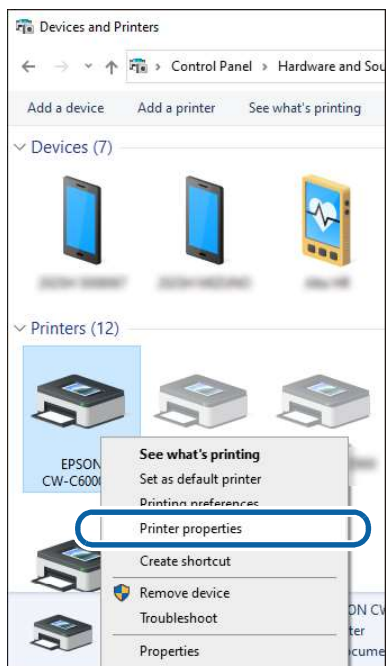 Devices and Printers
Control Panel > Hardware and Sou
Add a device Add a printer See what's printing
Devices (7)
Printers (12)
EPSON
CW-C600
See what's printing
Set as default printer
Printing preferences
Printer properties
Create shortcut
Remove device
Troubleshoot
Properties
ON CW
ter
cume